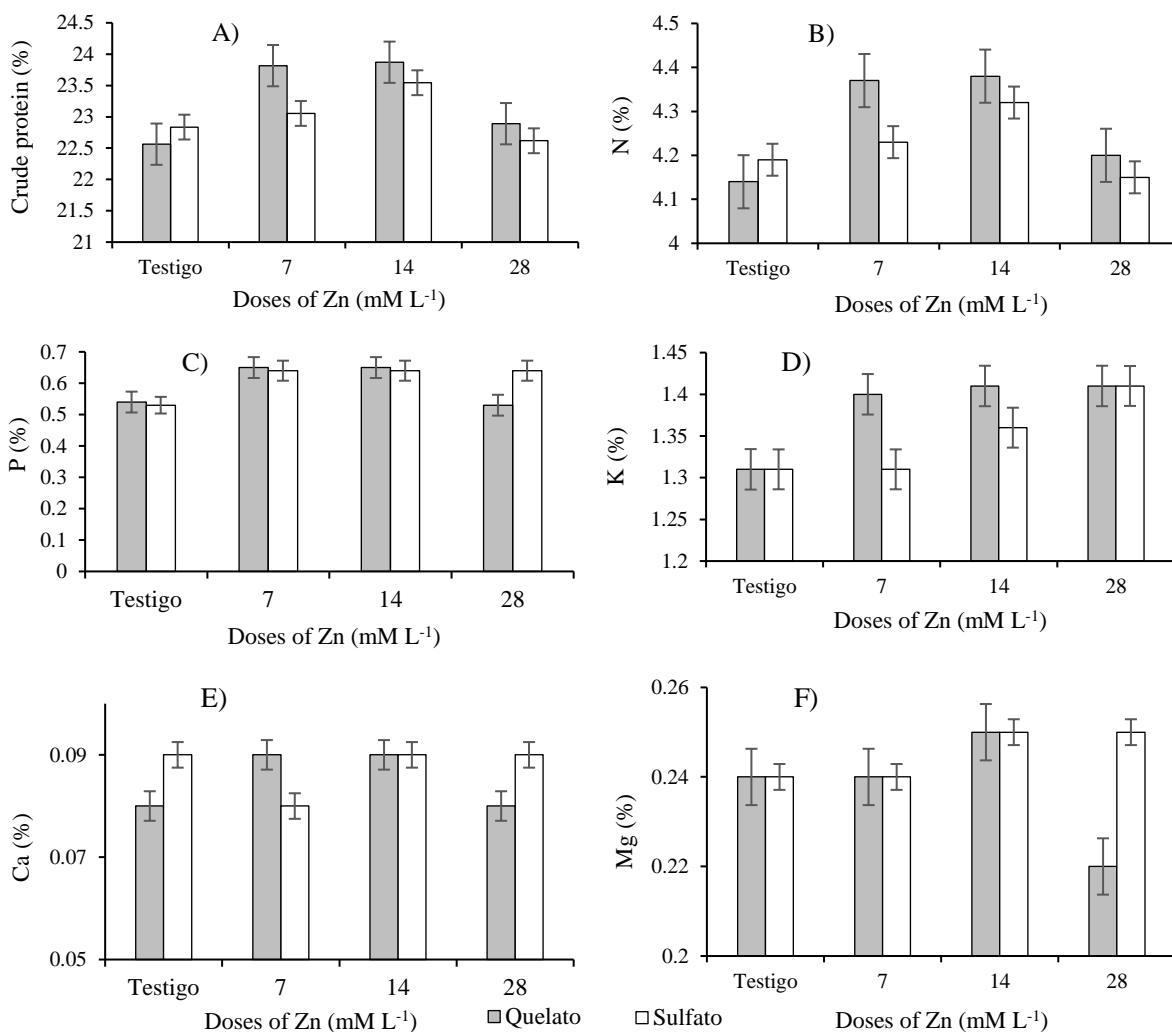 A)
Crude protein (%)
24.5
24
23.5
23
22.5
22
21.5
21
Testigo 7 14 28
Doses of Zn (mM L-1)
B)
N (%)
4.5
4.4
4.3
4.2
4.1
4
Testigo 7 14 28
Doses of Zn (mM L-1)
C)
P (%)
0.7
0.6
0.5
0.4
0.3
0.2
0.1
0
Testigo 7 14 28
Doses of Zn (mM L-1)
D)
K (%)
1.45
1.4
1.35
1.3
1.25
1.2
Testigo 7 14 28
Doses of Zn (mM L-1)
E)
Ca (%)
0.09
0.07
0.05
Testigo 7 14 28
Doses of Zn (mM L-1)
F)
Mg (%)
0.26
0.24
0.22
0.2
Testigo 7 14 28
Doses of Zn (mM L-1)
Quelato Sulfato